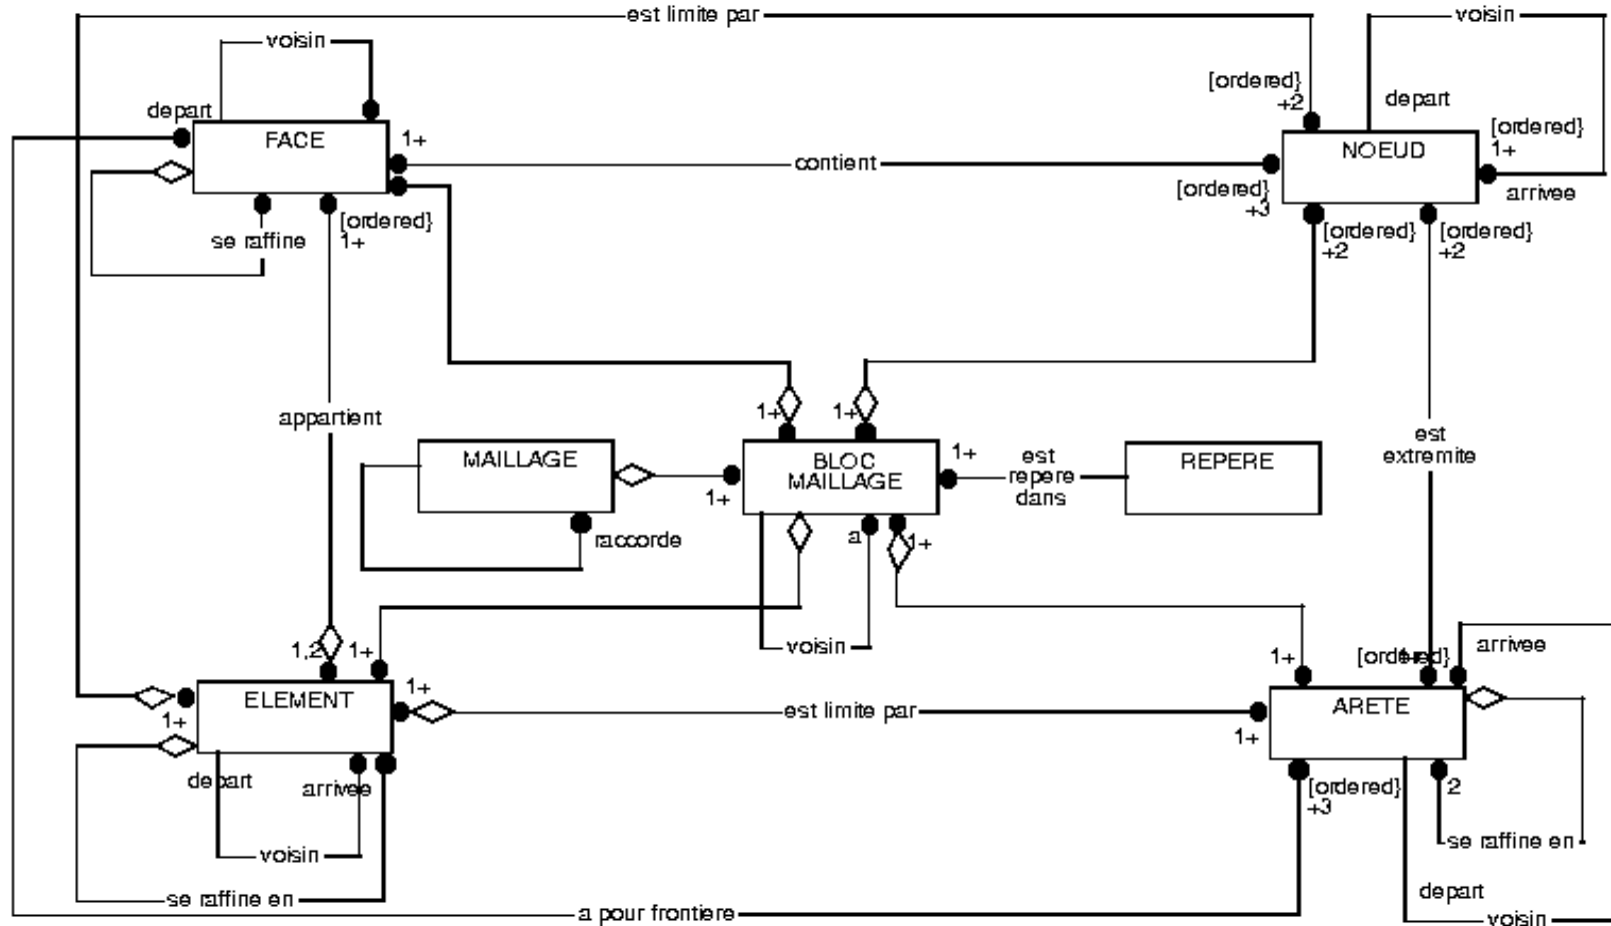 est limite par
voisin
voisin
[ordered}
+2
depart
depart
FACE
1+
NOEUD
[ordered}
1+
contient
[ordered}
+3
arrivee
[ordered}
1+
se raffine
[ordered}
+2
[ordered}
+2
appartient
1+
1+
MAILLAGE
1+
BLOC
MAILLAGE
1+
est
repere
dans
REPERE
est
extremite
raccorde
a
1+
voisin
1,2
1+
1+
[ordered}
1+
arrivee
ELEMENT
1+
1+
est limite par
1+
ARETE
depart
arrivee
[ordered}
+3
2
voisin
se raffine en
se raffine en
depart
a pour frontiere
voisin